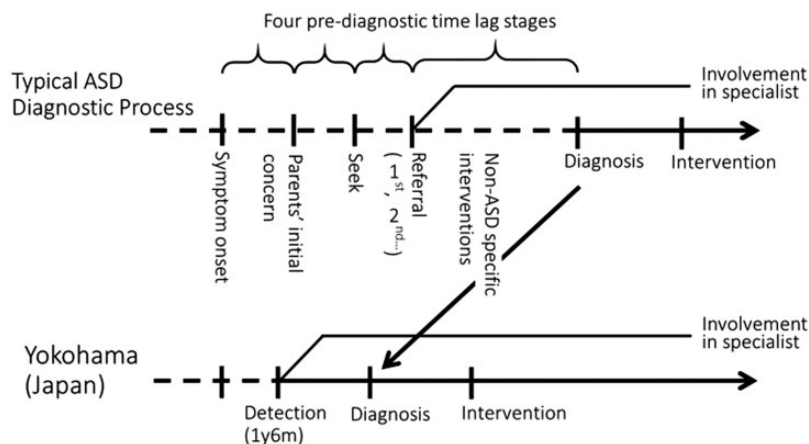 Four pre-diagnostic time lag stages
Typical ASD
Diagnostic Process
Involvement
in specialist
Symptom onset
Parents' initial
concern
Seek
Referral
(1st, 2nd...)
Non-ASD specific
interventions
Diagnosis
Intervention
Yokohama
(Japan)
Involvement
in specialist
Detection
(1y6m)
Diagnosis
Intervention